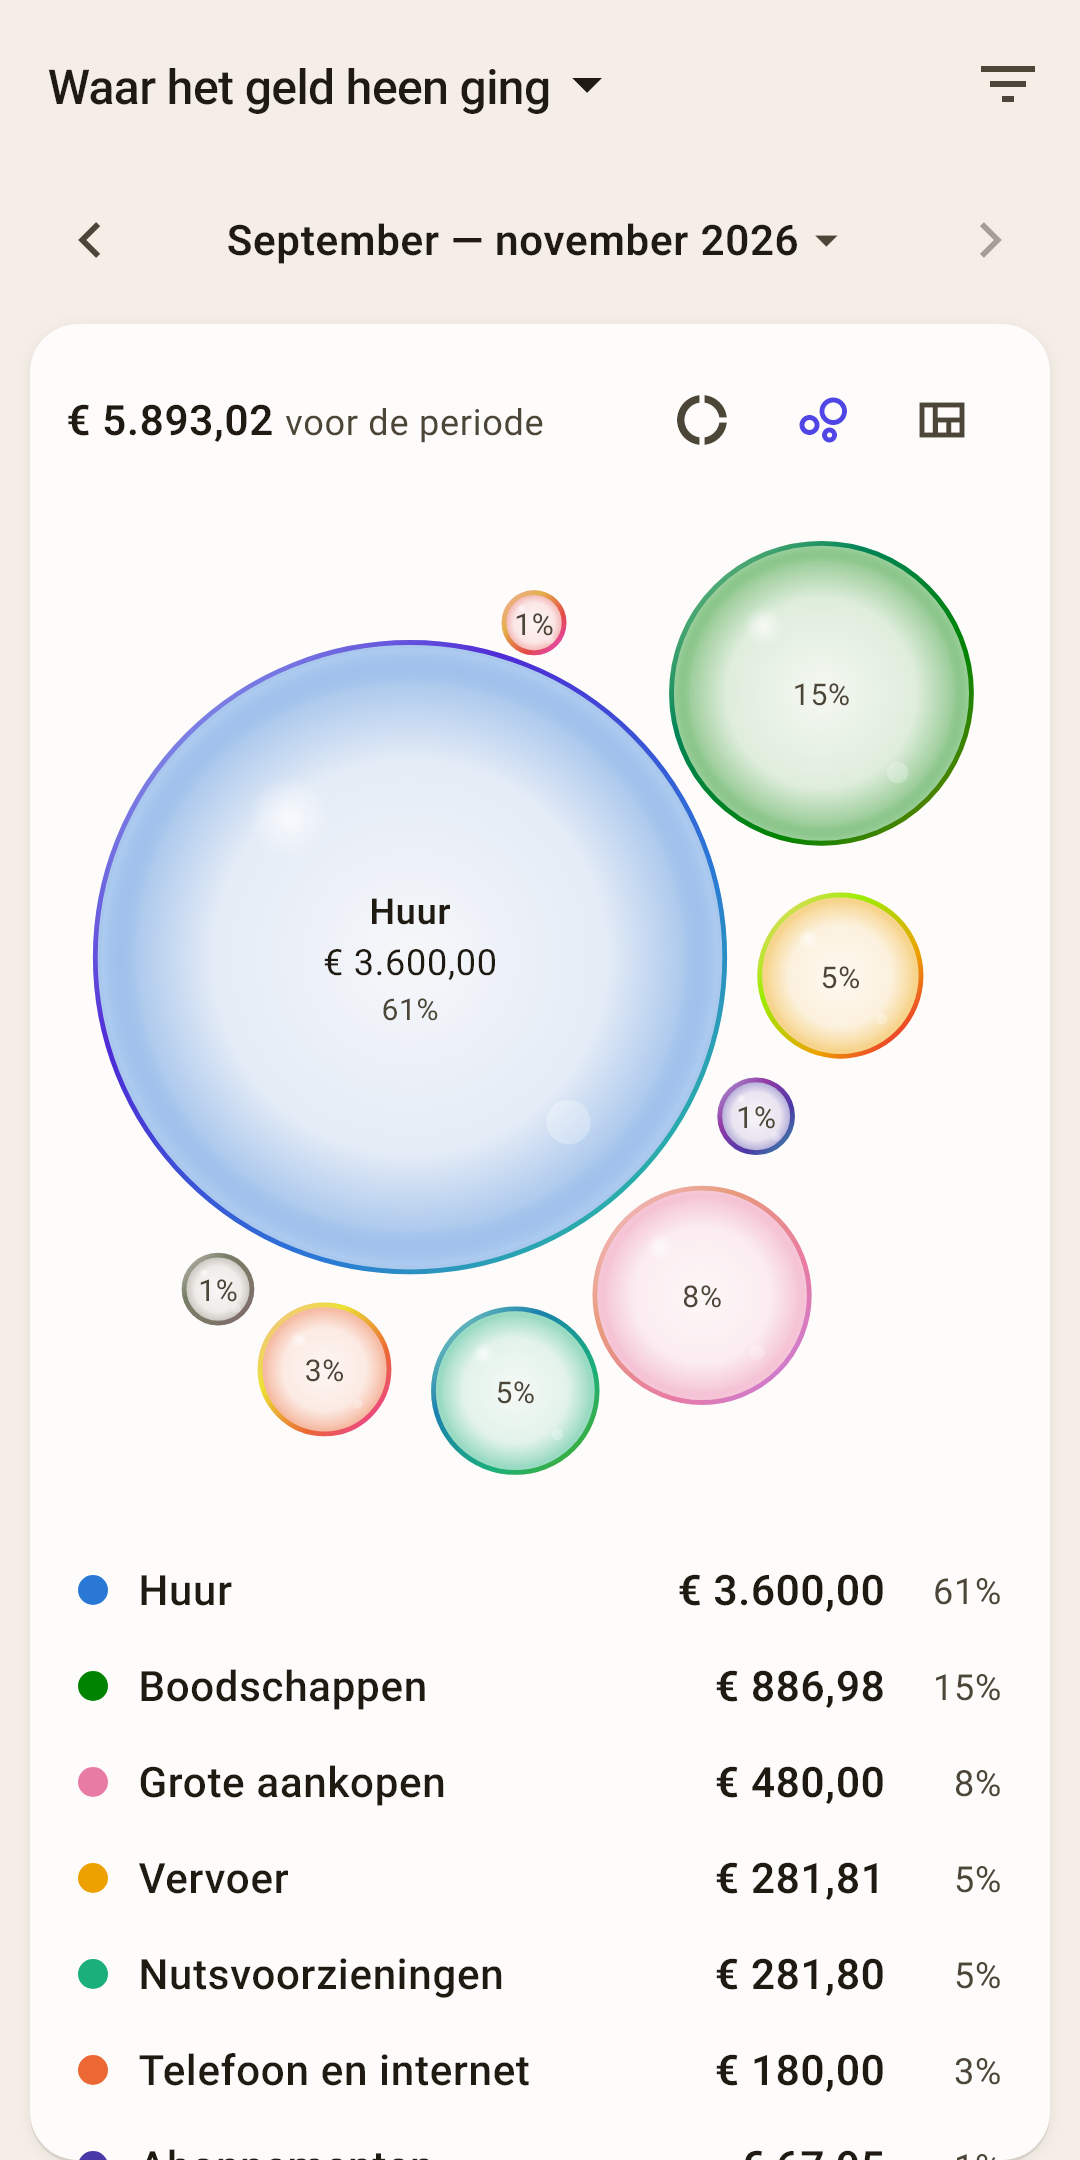 Waar het geld heen ging
September — november 2026
€ 5.893,02 voor de periode
1%
15%
Huur
€ 3.600,00
61%
5%
1%
8%
1%
3%
5%
Huur € 3.600,00 61%
Boodschappen € 886,98 15%
Grote aankopen € 480,00 8%
Vervoer € 281,81 5%
Nutsvoorzieningen € 281,80 5%
Telefoon en internet € 180,00 3%